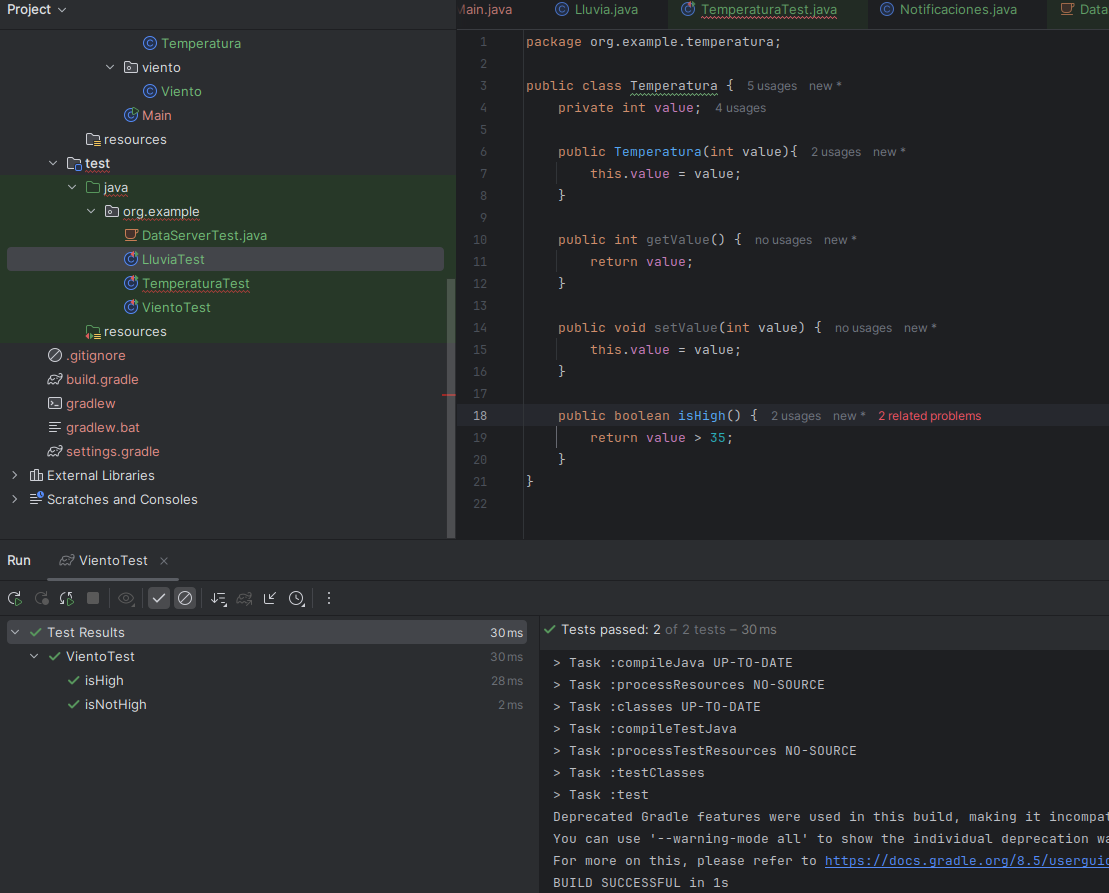 Project
Main.java Lluvia.java TemperaturaTest.java Notificaciones.java Data
Temperatura
viento
Viento
Main
resources
test
java
org.example
DataServerTest.java
LluviaTest
TemperaturaTest
VientoTest
resources
.gitignore
build.gradle
gradlew
gradlew.bat
settings.gradle
External Libraries
Scratches and Consoles
1 package org.example.temperatura;
2
3 public class Temperatura { 5 usages new *
4 private int value; 4 usages
5
6 public Temperatura(int value){ 2 usages new *
7 this.value = value;
8 }
9
10 public int getValue() { no usages new *
11 return value;
12 }
13
14 public void setValue(int value) { no usages new *
15 this.value = value;
16 }
17
18 public boolean isHigh() { 2 usages new * 2 related problems
19 return value > 35;
20 }
21 }
22
Run VientoTest
Test Results 30 ms
VientoTest 30 ms
isHigh 28 ms
isNotHigh 2 ms
Tests passed: 2 of 2 tests – 30 ms
> Task :compileJava UP-TO-DATE
> Task :processResources NO-SOURCE
> Task :classes UP-TO-DATE
> Task :compileTestJava
> Task :processTestResources NO-SOURCE
> Task :testClasses
> Task :test
Deprecated Gradle features were used in this build, making it incompat
You can use '--warning-mode all' to show the individual deprecation wa
For more on this, please refer to https://docs.gradle.org/8.5/usergui
BUILD SUCCESSFUL in 1s